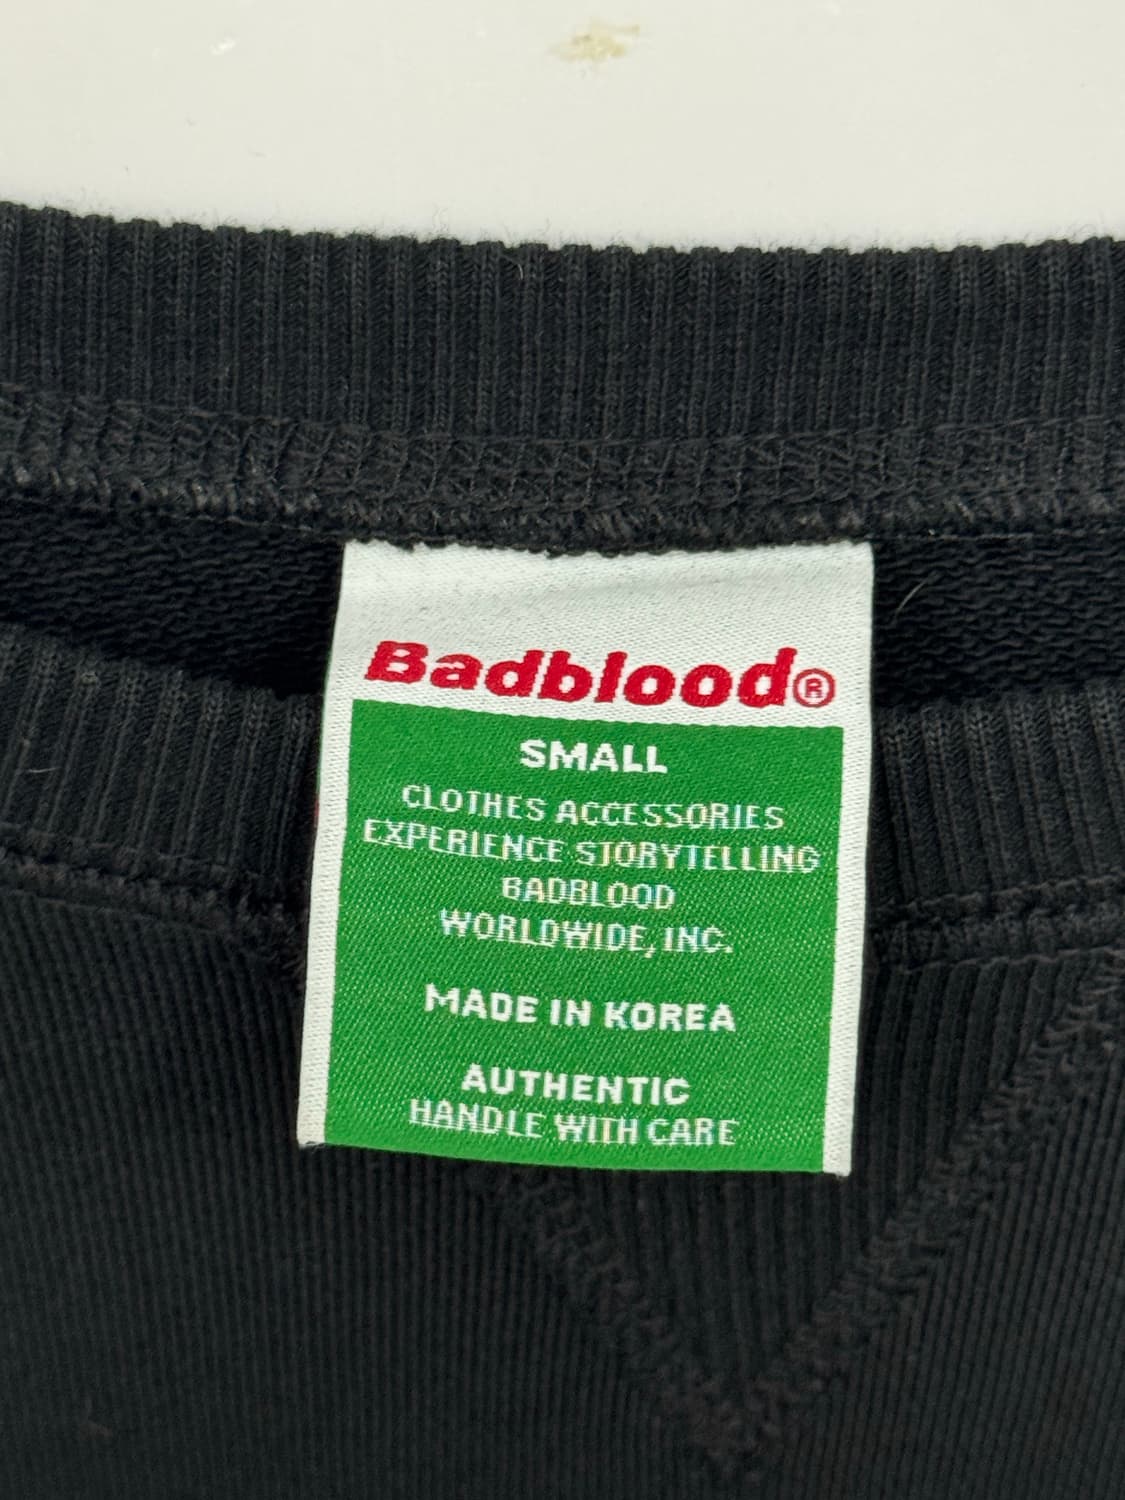 Badblood®
SMALL
CLOTHES ACCESSORIES
EXPERIENCE STORYTELLING
BADBLOOD
WORLDWIDE, INC.
MADE IN KOREA
AUTHENTIC
HANDLE WITH CARE